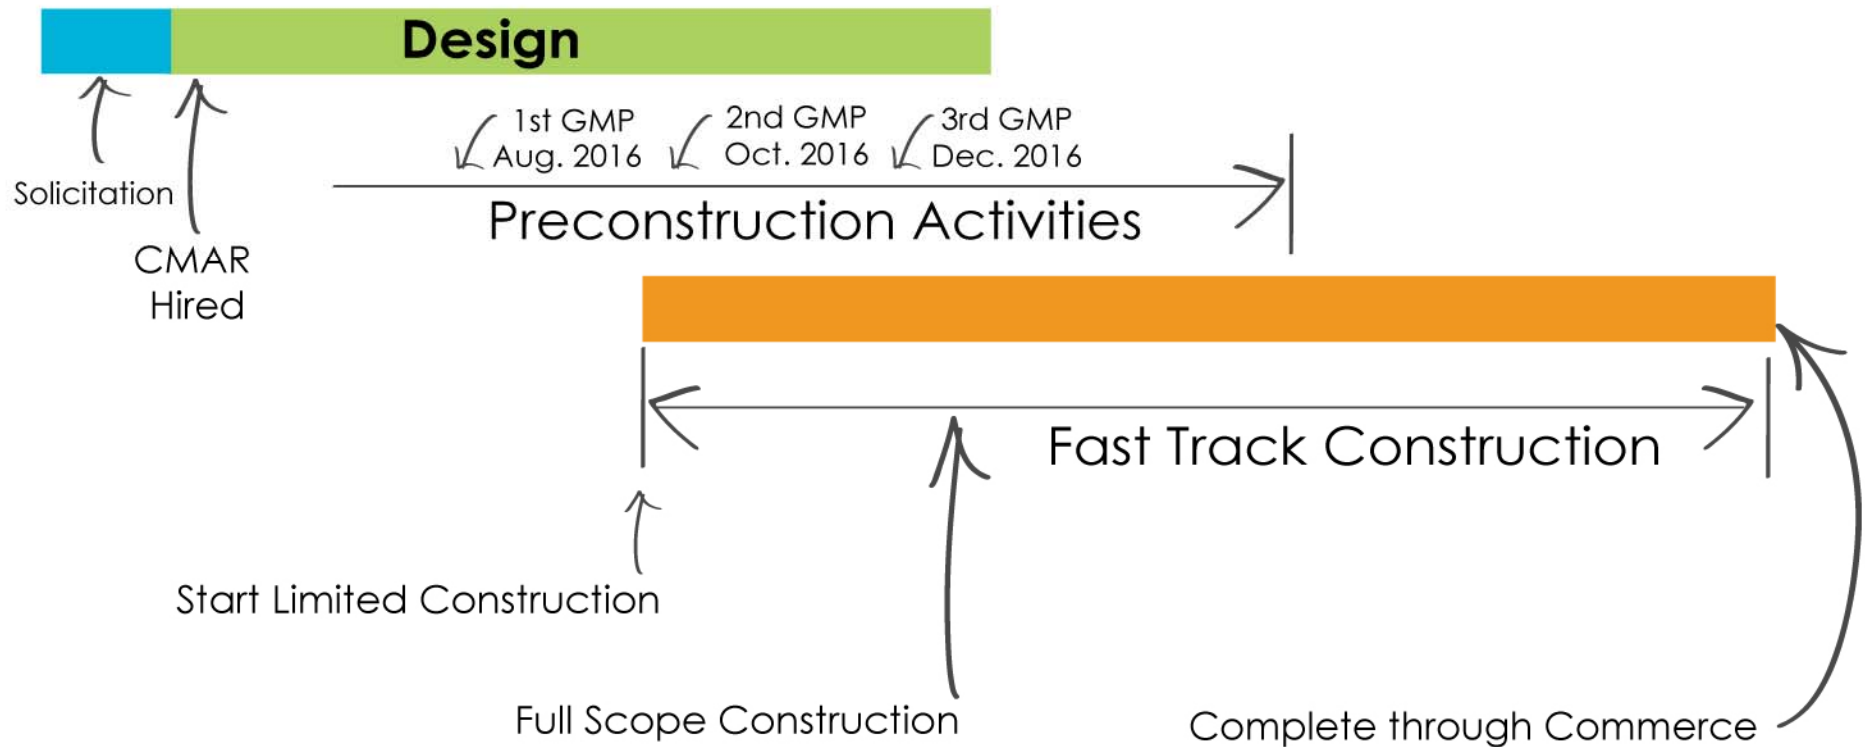 Design
1st GMP
Aug. 2016
2nd GMP
Oct. 2016
3rd GMP
Dec. 2016
Solicitation
Preconstruction Activities
CMAR
Hired
Fast Track Construction
Start Limited Construction
Full Scope Construction
Complete through Commerce